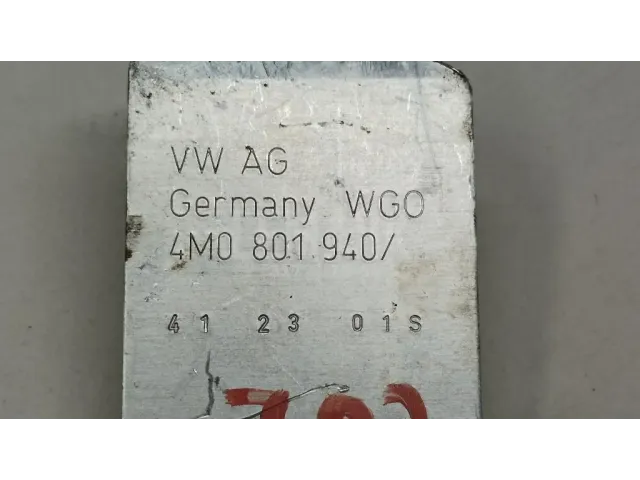 VW AG
Germany WGO
4M0 801 940/
41 23 01S